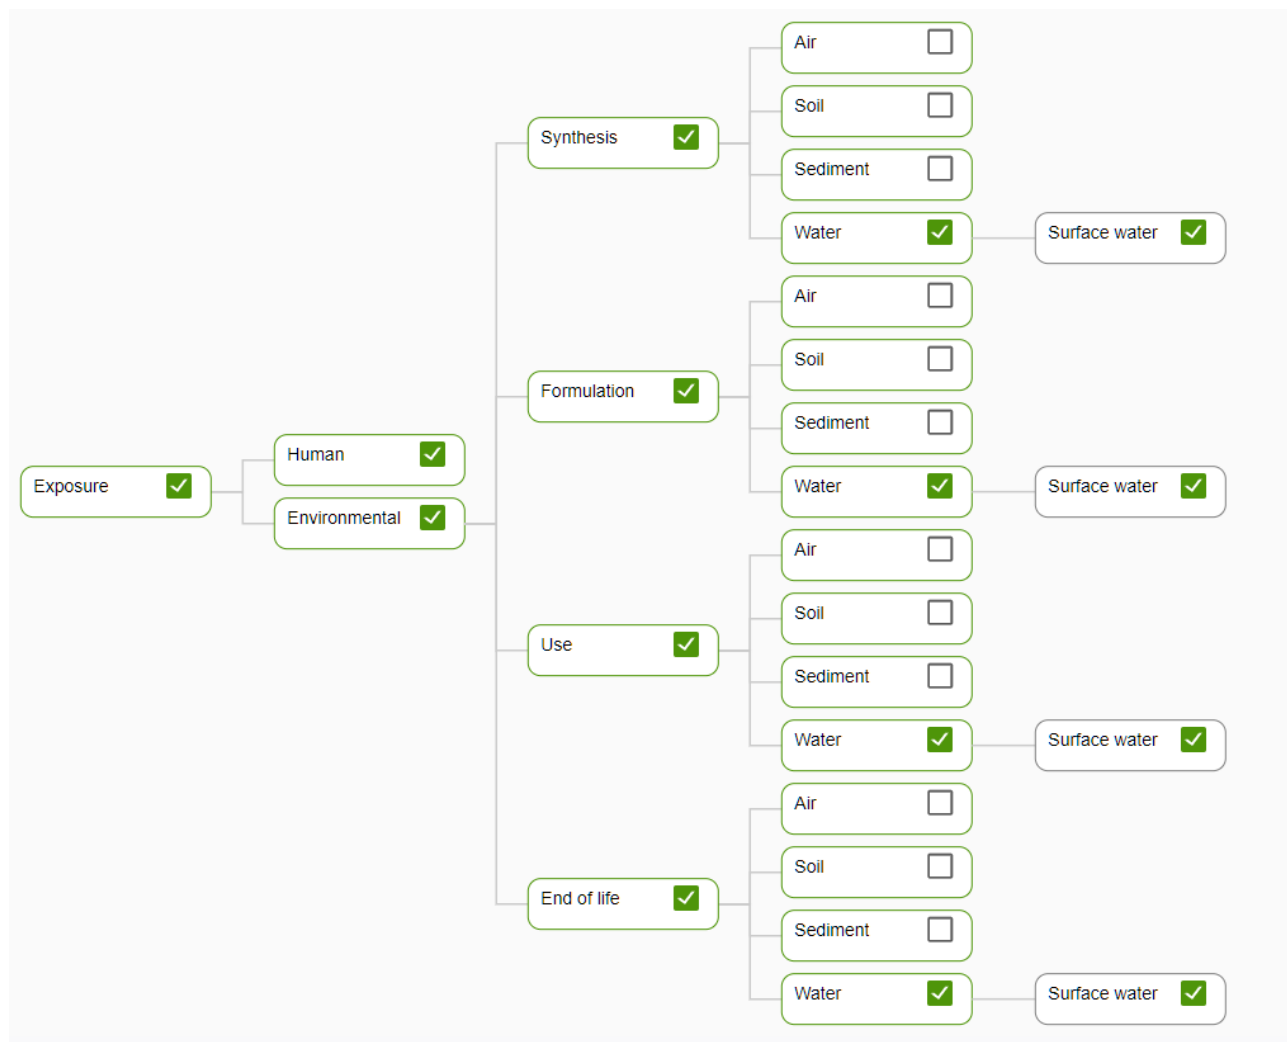 Exposure
Human
Environmental
Synthesis
Air
Soil
Sediment
Water
Surface water
Formulation
Air
Soil
Sediment
Water
Surface water
Use
Air
Soil
Sediment
Water
Surface water
End of life
Air
Soil
Sediment
Water
Surface water